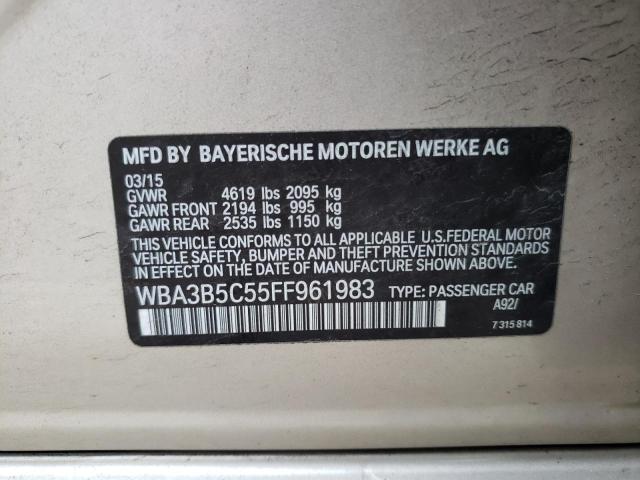 MFD BY BAYERISCHE MOTOREN WERKE AG
03/15
GVWR 4619 lbs 2095 kg
GAWR FRONT 2194 lbs 995 kg
GAWR REAR 2535 lbs 1150 kg
THIS VEHICLE CONFORMS TO ALL APPLICABLE U.S.FEDERAL MOTOR
VEHICLE SAFETY, BUMPER, AND THEFT PREVENTION STANDARDS
IN EFFECT ON THE DATE OF MANUFACTURE SHOWN ABOVE.
WBA3B5C55FF961983 TYPE: PASSENGER CAR
A92/
7 315 814